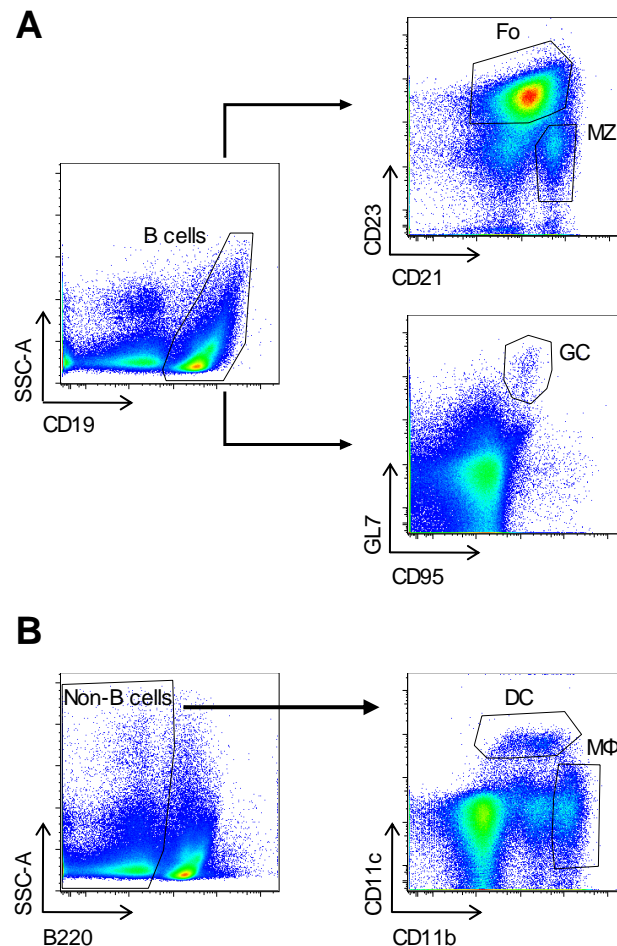 A
Fo
MZ
CD23
CD21
B cells
SSC-A
CD19
GC
GL7
CD95
B
Non-B cells
SSC-A
B220
DC
MΦ
CD11c
CD11b